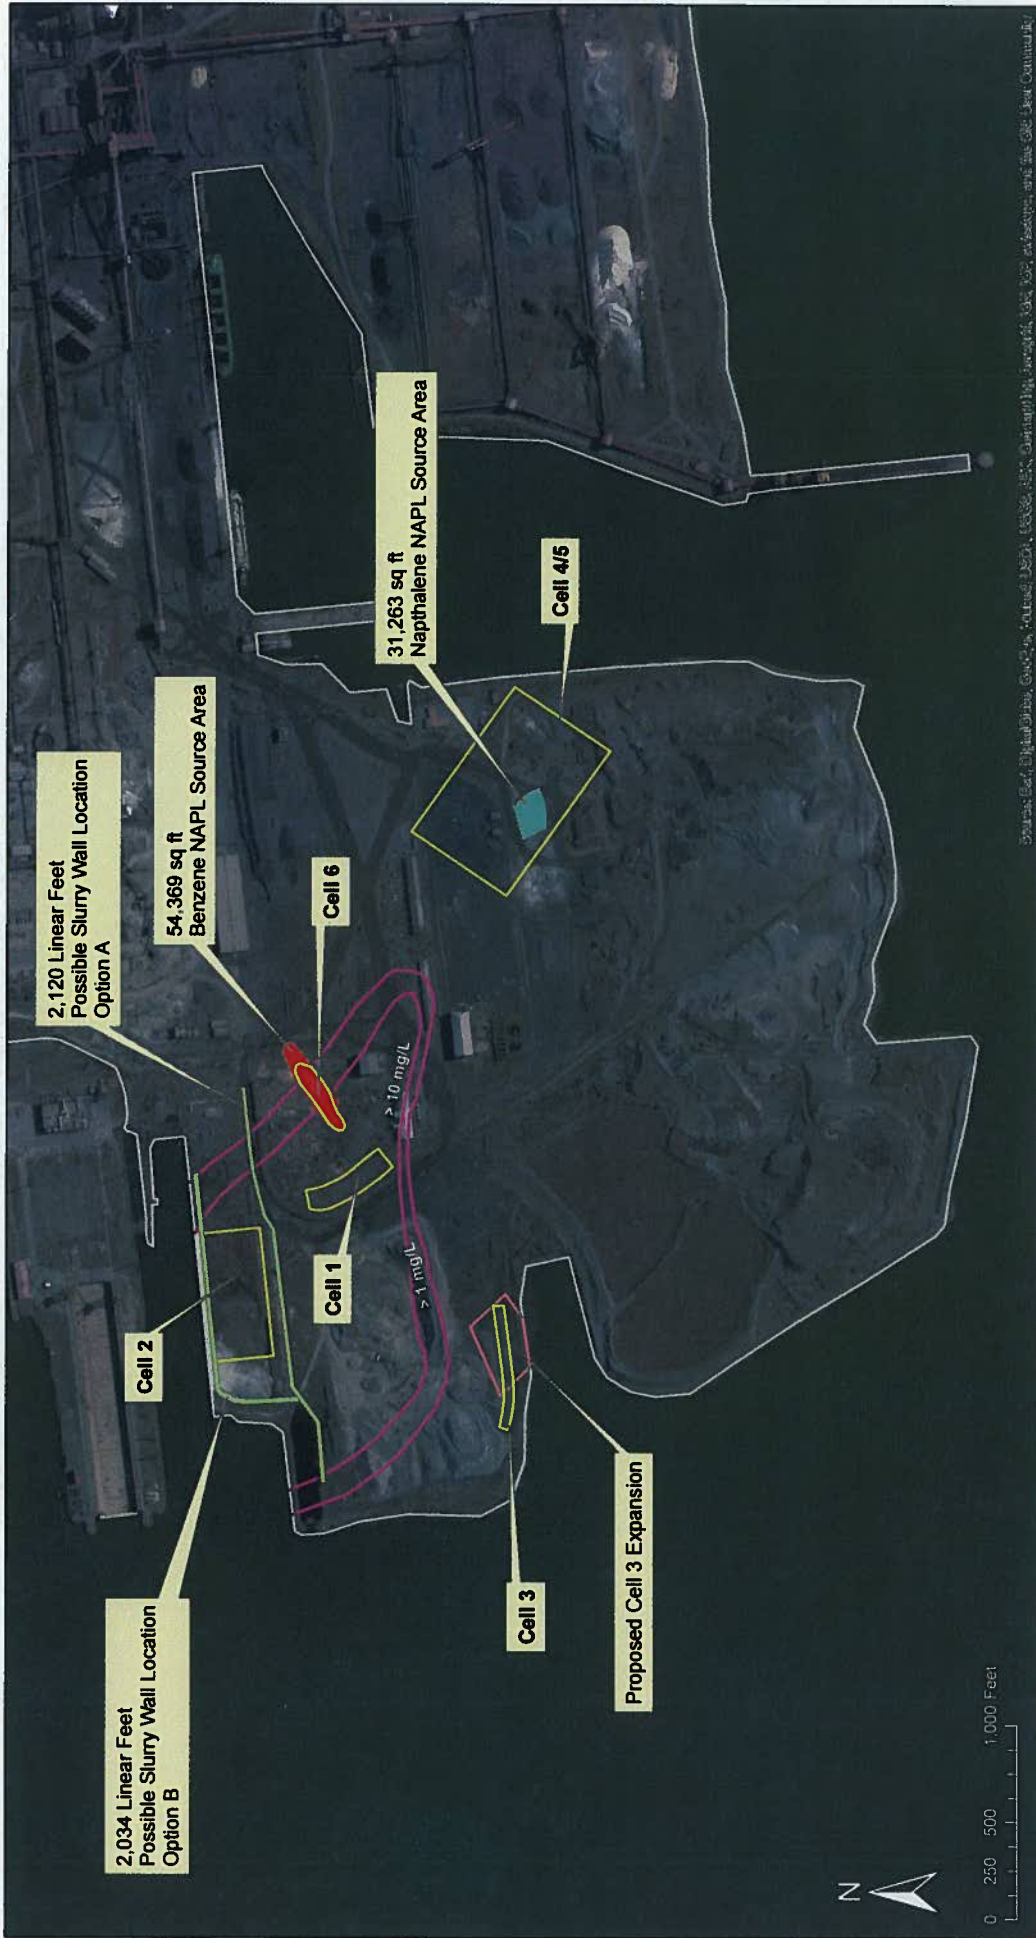 2,120 Linear Feet
Possible Slurry Wall Location
Option A
54,369 sq ft
Benzene NAPL Source Area
Cell 6
2,034 Linear Feet
Possible Slurry Wall Location
Option B
Cell 2
Cell 1
> 10 mg/L
> 1 mg/L
31,263 sq ft
Napthalene NAPL Source Area
Cell 4/5
Cell 3
Proposed Cell 3 Expansion
N
0 250 500 1,000 Feet